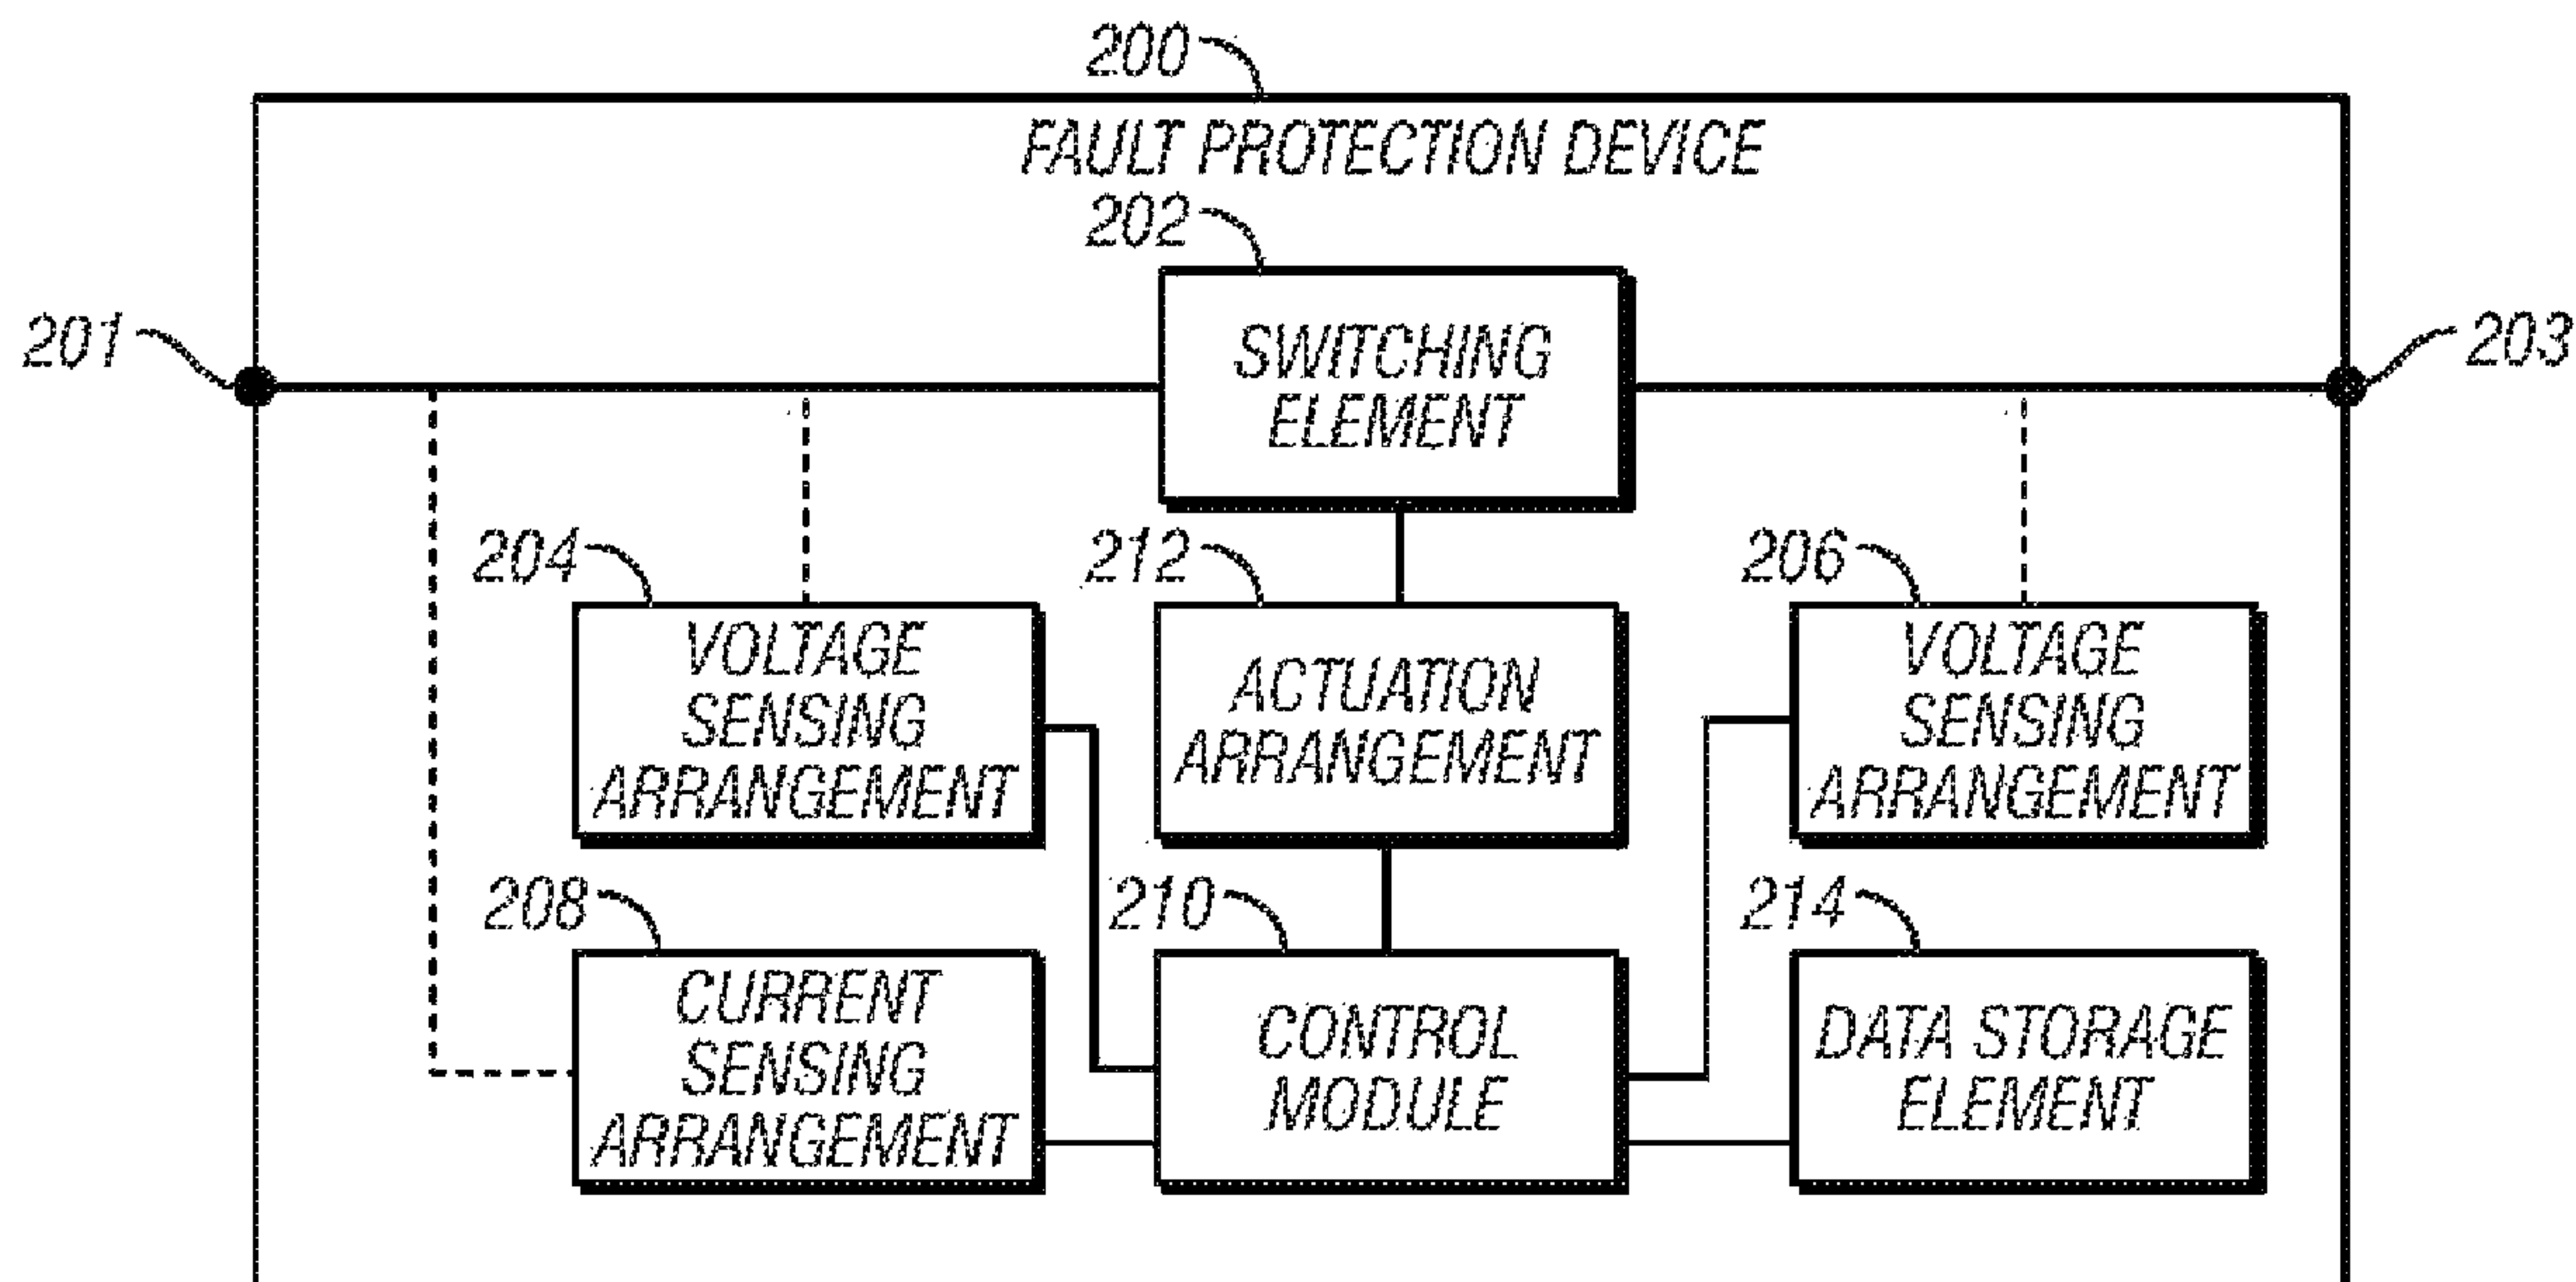 200
FAULT PROTECTION DEVICE
202
201
SWITCHING
ELEMENT
203
204
212
206
VOLTAGE
SENSING
ARRANGEMENT
ACTUATION
ARRANGEMENT
VOLTAGE
SENSING
ARRANGEMENT
208
210
214
CURRENT
SENSING
ARRANGEMENT
CONTROL
MODULE
DATA STORAGE
ELEMENT